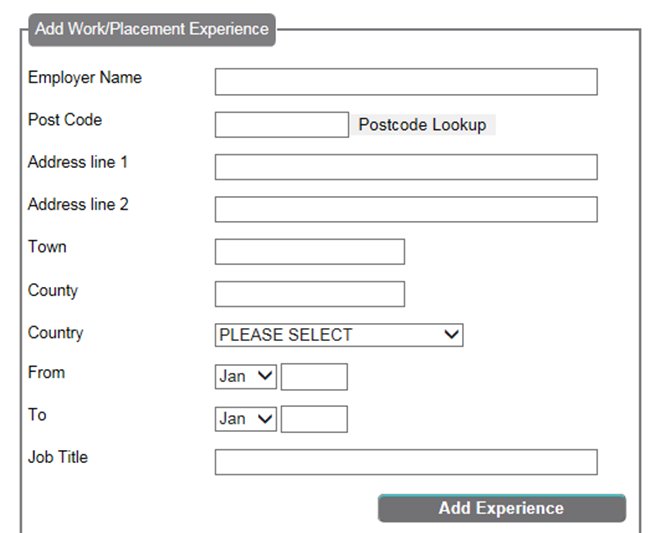 Add Work/Placement Experience
Employer Name
Post Code Postcode Lookup
Address line 1
Address line 2
Town
County
Country PLEASE SELECT
From Jan
To Jan
Job Title
Add Experience